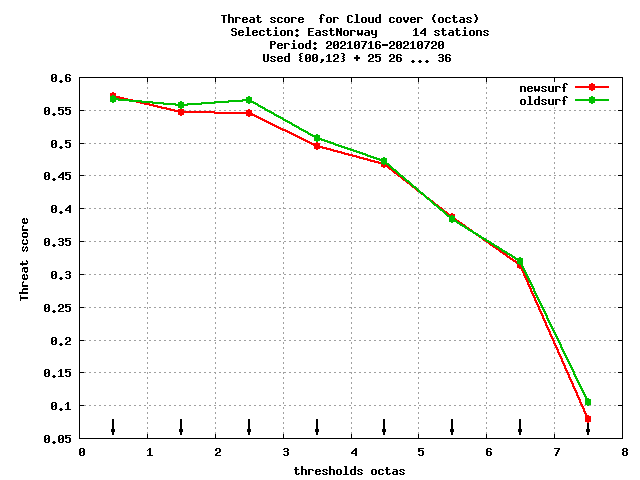 Threat score  for Cloud cover (octas)
Selection: EastNorway     14 stations
Period: 20210716-20210720
Used {00,12} + 25 26 ... 36
newsurf
oldsurf
0.6
0.55
0.5
0.45
0.4
0.35
0.3
0.25
0.2
0.15
0.1
0.05
Threat score
0 1 2 3 4 5 6 7 8
thresholds octas